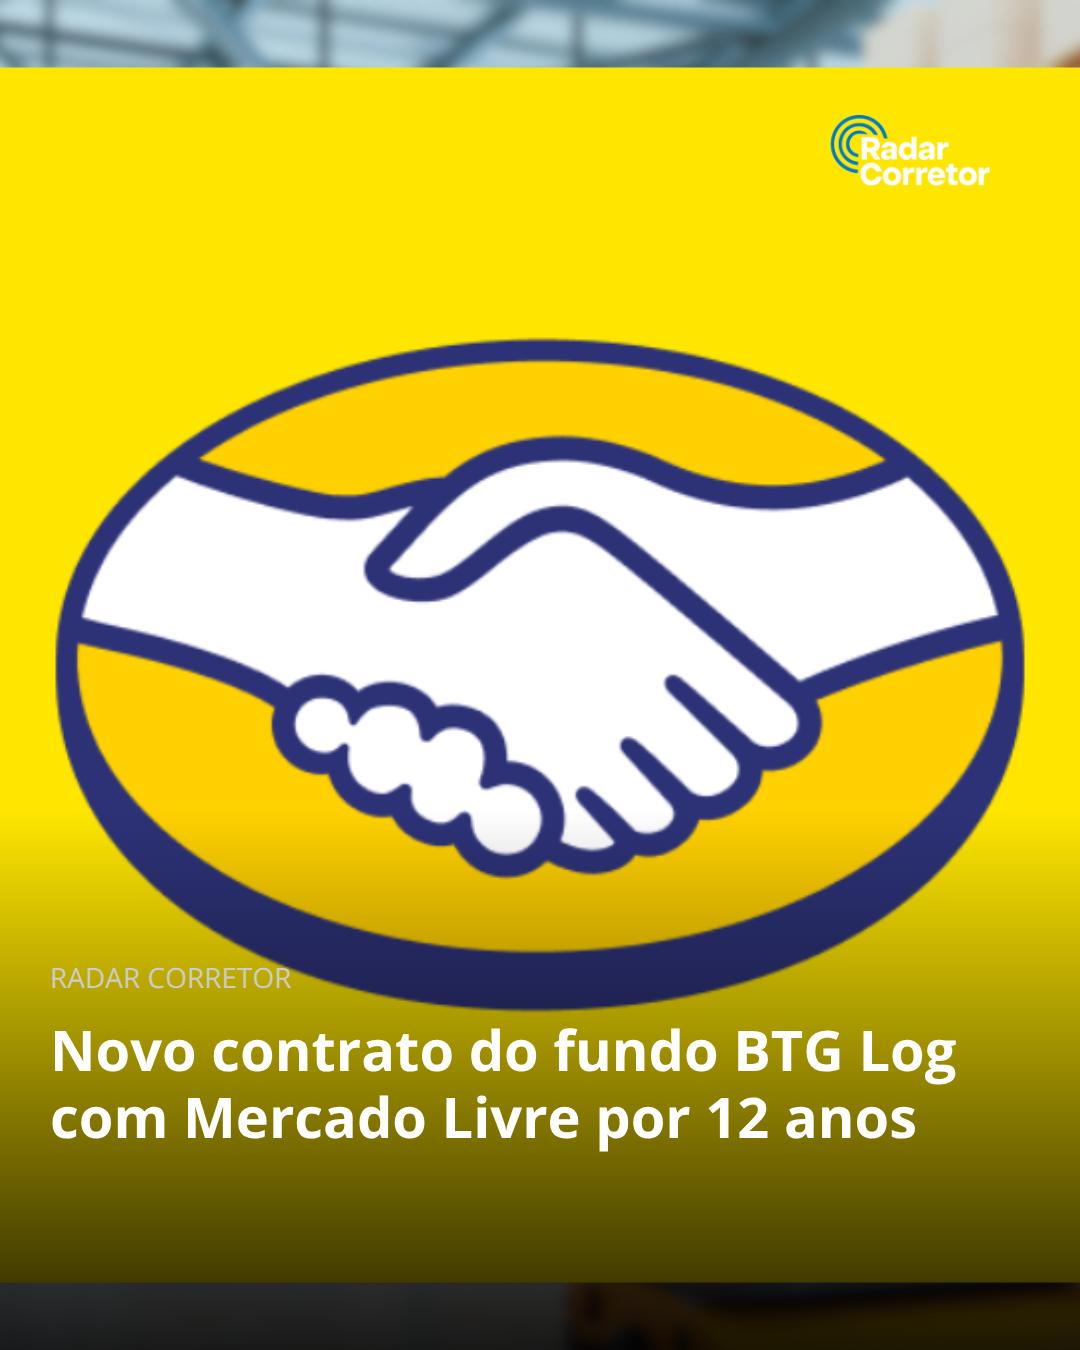 Radar
Corretor
RADAR CORRETOR
Novo contrato do fundo BTG Log
com Mercado Livre por 12 anos